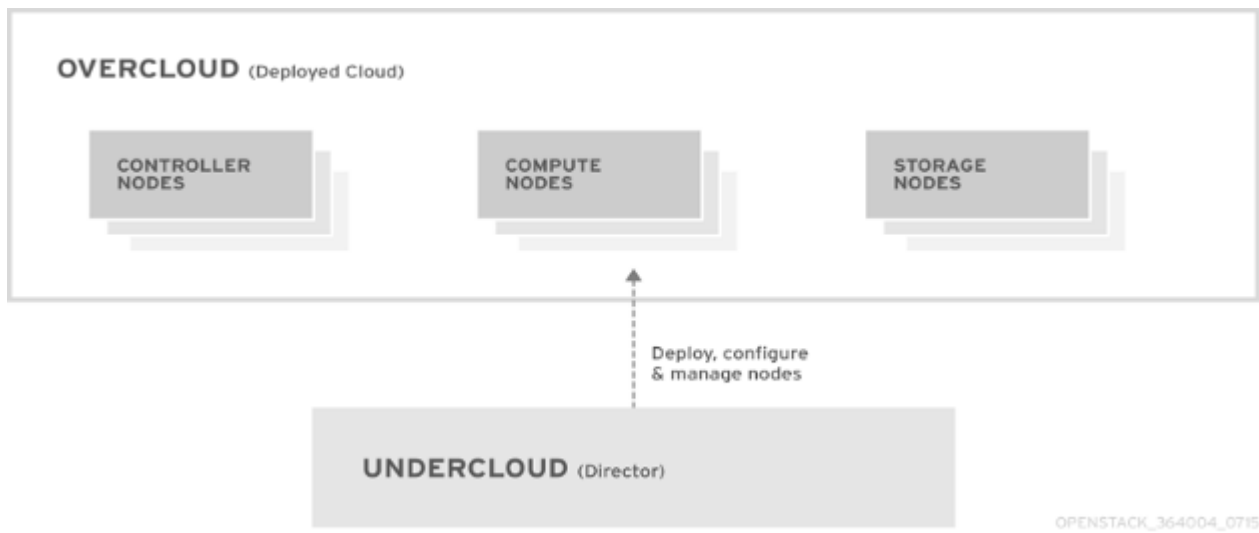 OVERCLOUD (Deployed Cloud)
CONTROLLER
NODES
COMPUTE
NODES
STORAGE
NODES
Deploy, configure
& manage nodes
UNDERCLOUD (Director)
OPENSTACK_364004_0715